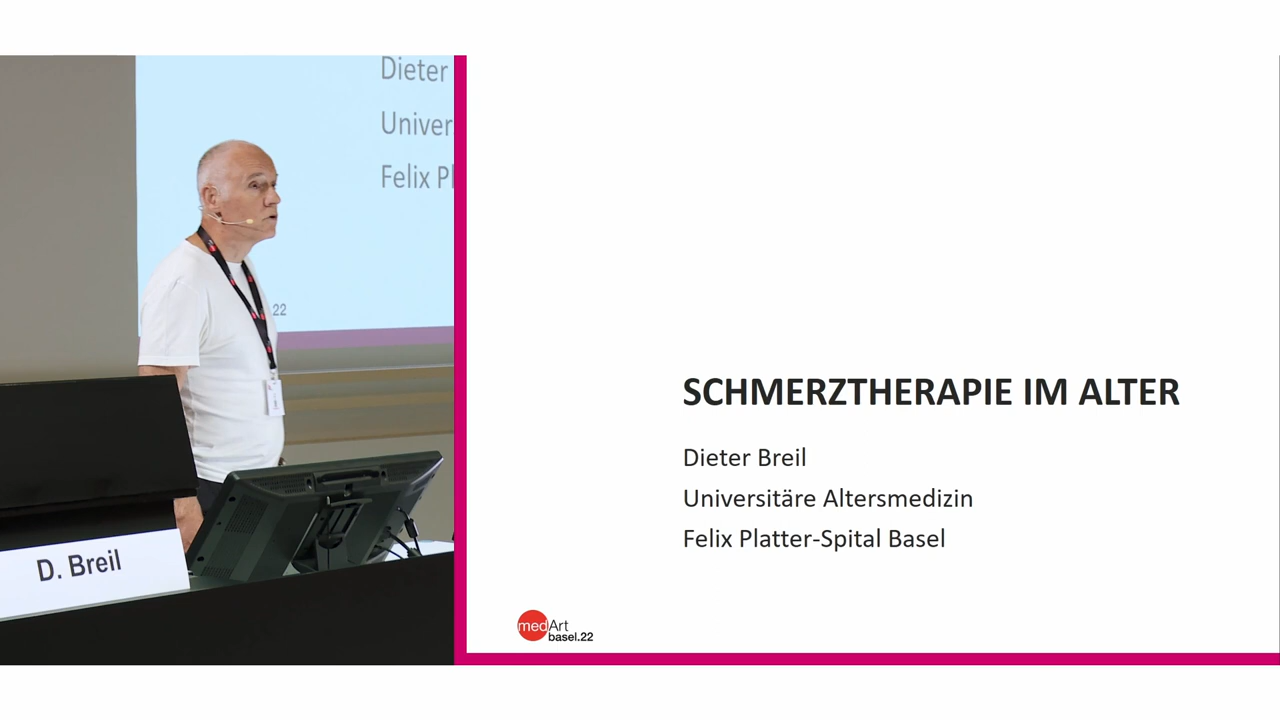 Dieter
Univer
Felix Pl
.22
D. Breil
SCHMERZTHERAPIE IM ALTER
Dieter Breil
Universitäre Altersmedizin
Felix Platter-Spital Basel
medArt
basel.22